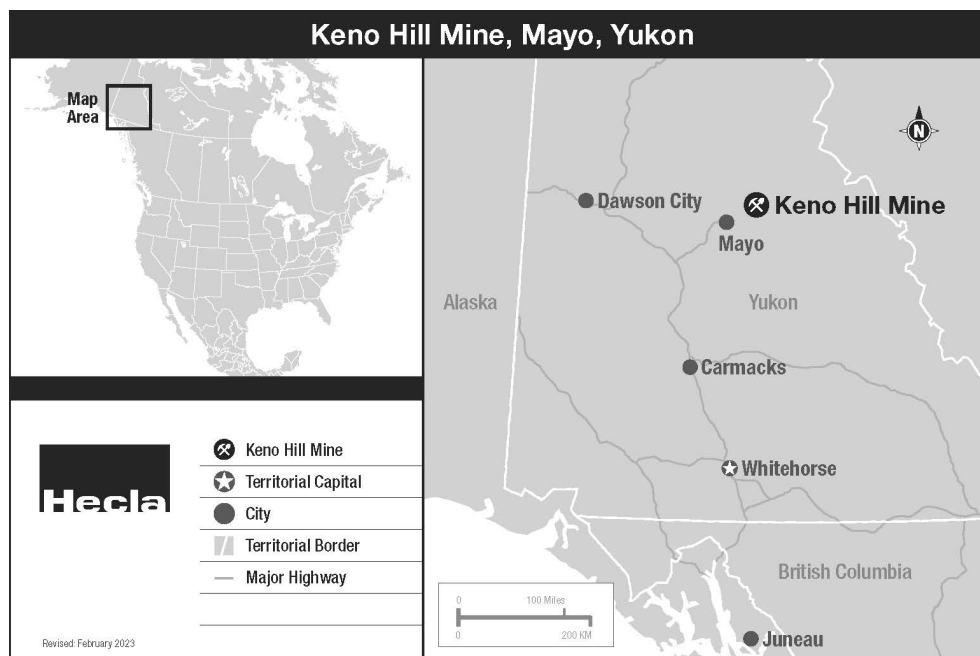 Keno Hill Mine, Mayo, Yukon
Map
Area
Hecla
Keno Hill Mine
Territorial Capital
City
Territorial Border
Major Highway
Revised: February 2023
N
Dawson City
Keno Hill Mine
Mayo
Alaska
Yukon
Carmacks
Whitehorse
British Columbia
0
100 Miles
0
200 KM
Juneau